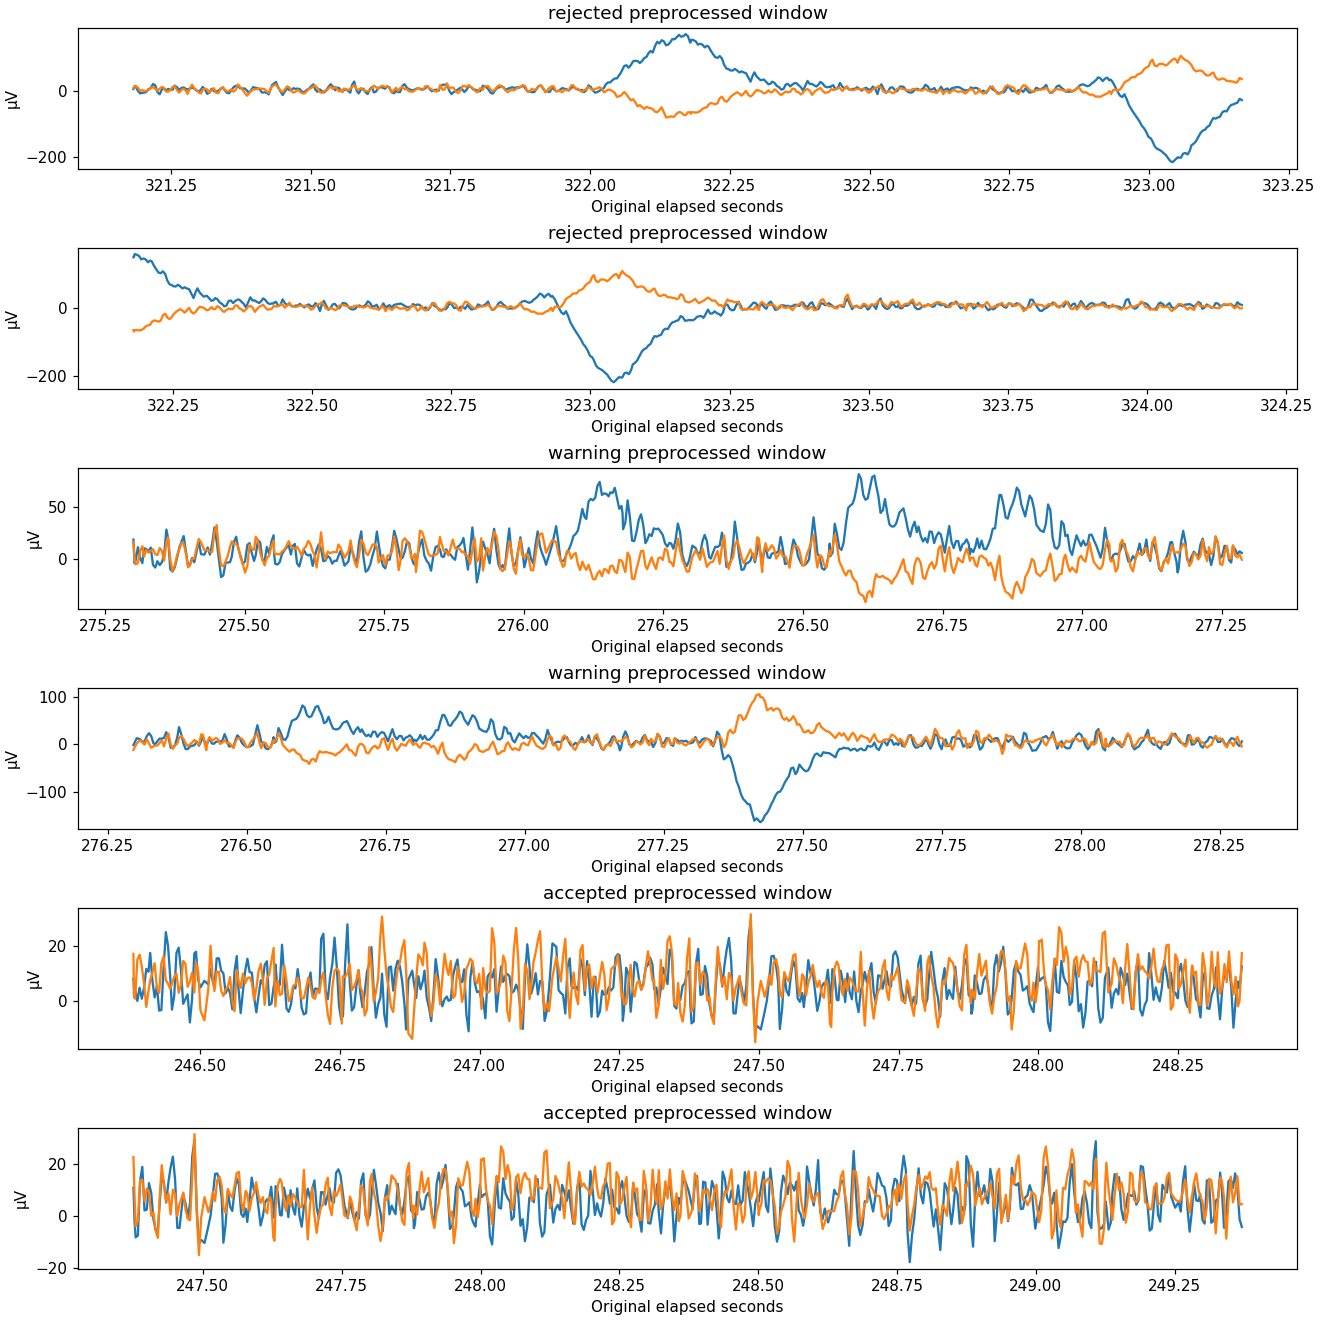 rejected preprocessed window
µV
0
−200
321.25 321.50 321.75 322.00 322.25 322.50 322.75 323.00 323.25
Original elapsed seconds
rejected preprocessed window
µV
0
−200
322.25 322.50 322.75 323.00 323.25 323.50 323.75 324.00 324.25
Original elapsed seconds
warning preprocessed window
µV
50
0
275.25 275.50 275.75 276.00 276.25 276.50 276.75 277.00 277.25
Original elapsed seconds
warning preprocessed window
µV
100
0
−100
276.25 276.50 276.75 277.00 277.25 277.50 277.75 278.00 278.25
Original elapsed seconds
accepted preprocessed window
µV
20
0
246.50 246.75 247.00 247.25 247.50 247.75 248.00 248.25
Original elapsed seconds
accepted preprocessed window
µV
20
0
−20
247.50 247.75 248.00 248.25 248.50 248.75 249.00 249.25
Original elapsed seconds